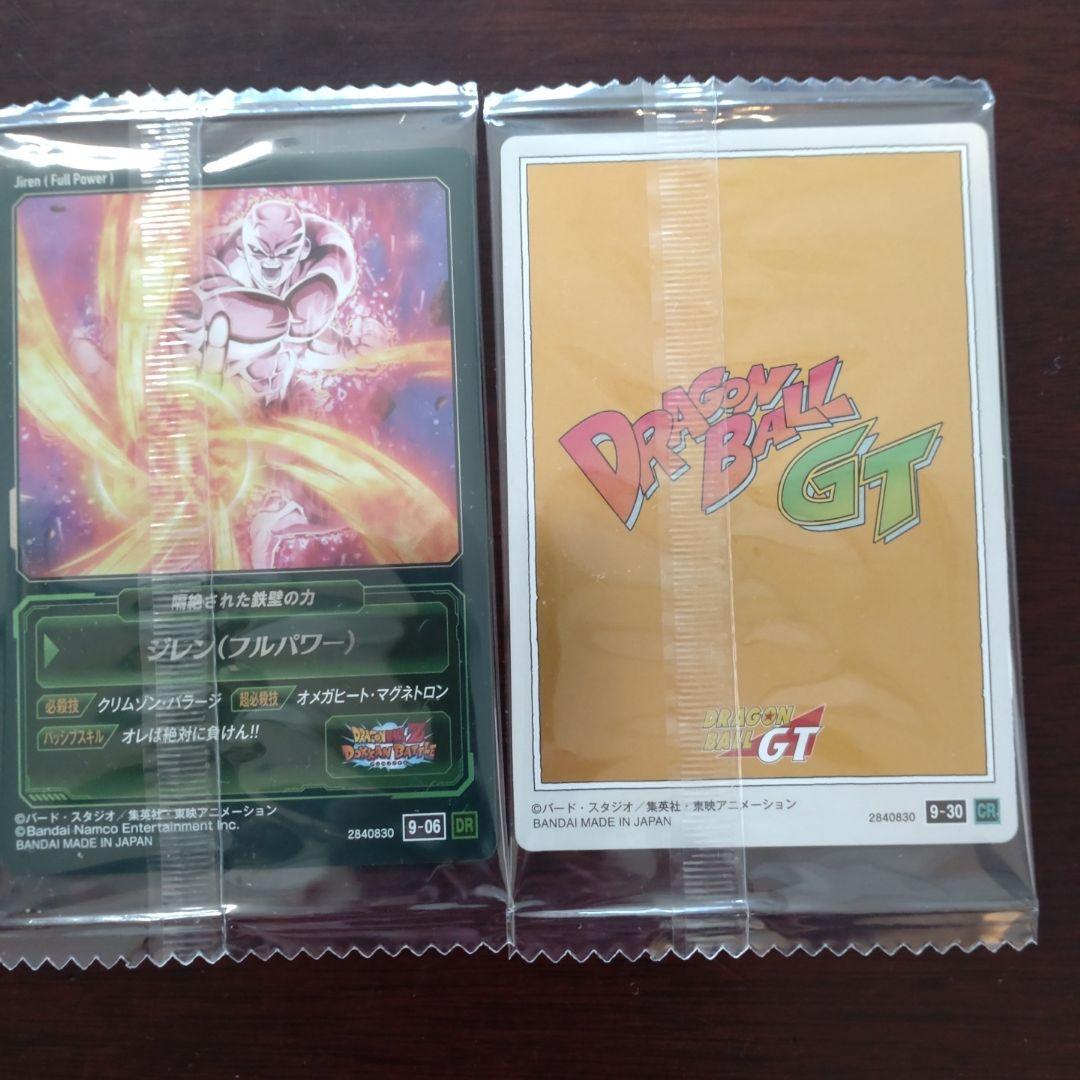 Jiren ( Full Power )
隔絶された鉄壁の力
ジレン(フルパワー)
必殺技 クリムゾン・バラージ 超必殺技 オメガヒート・マグネトロン
パッシブスキル オレは絶対に負けん!!
DRAGON BALL Z
DOKKAN BATTLE
©バード・スタジオ/集英社・東映アニメーション
©Bandai Namco Entertainment Inc.
BANDAI MADE IN JAPAN
2840830 9-06 DR
DRAGON
BALL
GT
DRAGON
BALL GT
©バード・スタジオ/集英社・東映アニメーション
BANDAI MADE IN JAPAN
2840830 9-30 CR